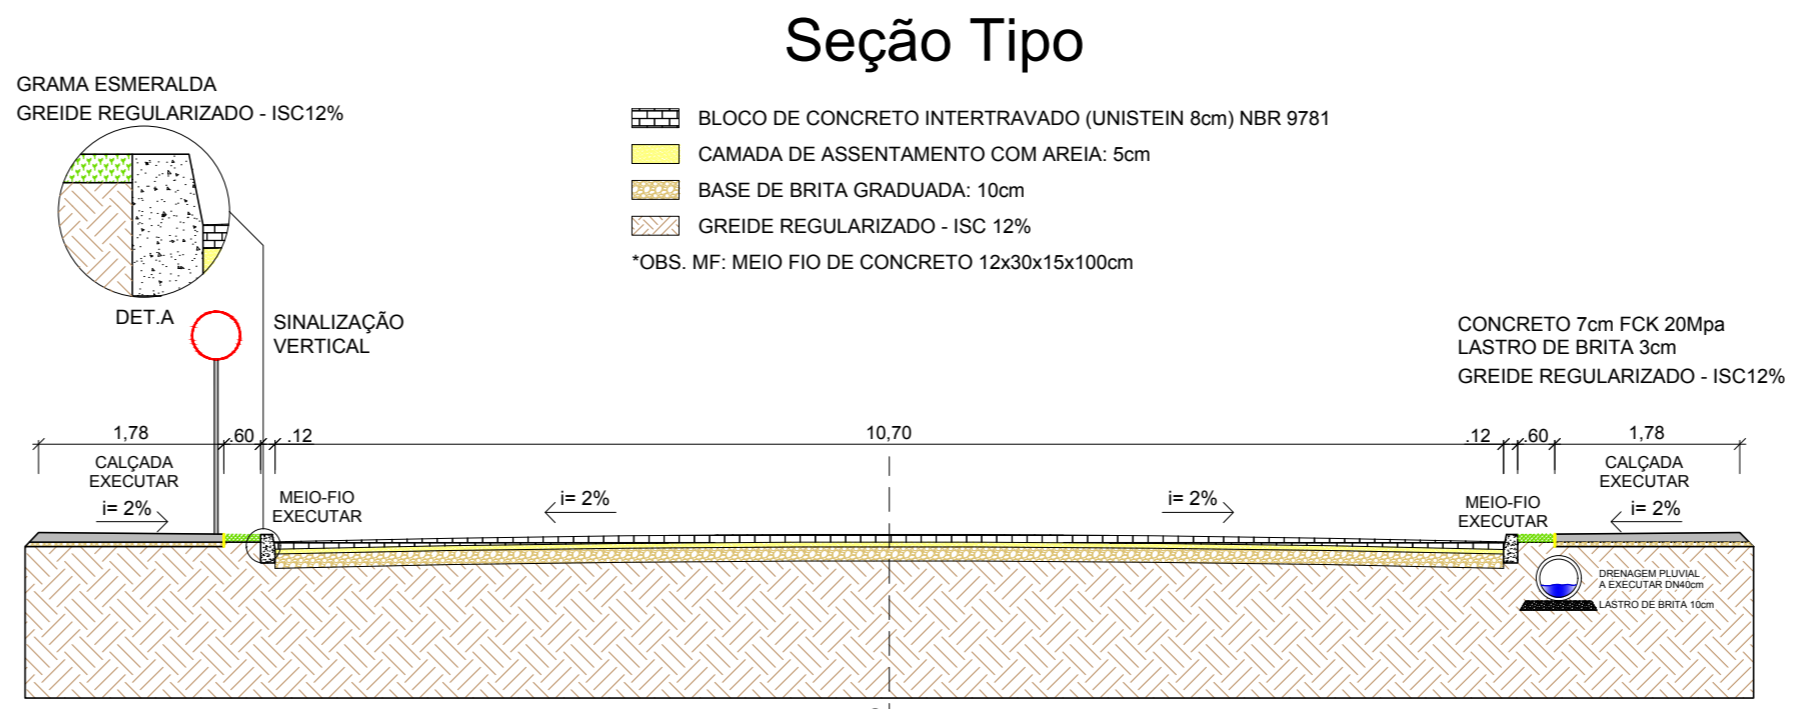 Seção Tipo
GRAMA ESMERALDA
GREIDE REGULARIZADO - ISC12%
BLOCO DE CONCRETO INTERTRAVADO (UNISTEIN 8cm) NBR 9781
CAMADA DE ASSENTAMENTO COM AREIA: 5cm
BASE DE BRITA GRADUADA: 10cm
GREIDE REGULARIZADO - ISC 12%
*OBS. MF: MEIO FIO DE CONCRETO 12x30x15x100cm
DET.A
SINALIZAÇÃO
VERTICAL
CONCRETO 7cm FCK 20Mpa
LASTRO DE BRITA 3cm
GREIDE REGULARIZADO - ISC12%
1,78
.60
.12
10,70
.12
.60
1,78
CALÇADA
EXECUTAR
i= 2%
MEIO-FIO
EXECUTAR
i= 2%
i= 2%
MEIO-FIO
EXECUTAR
CALÇADA
EXECUTAR
i= 2%
DRENAGEM PLUVIAL
A EXECUTAR DN40cm
LASTRO DE BRITA 10cm